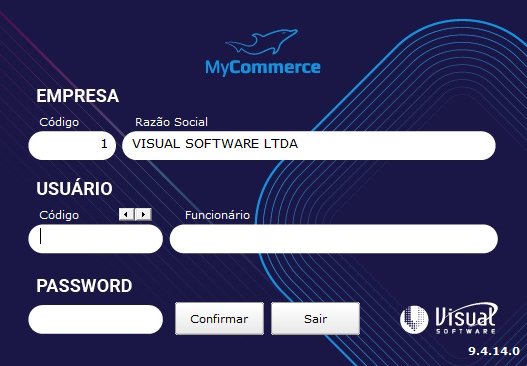 MyCommerce
EMPRESA
Código Razão Social
1 VISUAL SOFTWARE LTDA
USUÁRIO
Código Funcionário
PASSWORD
Confirmar Sair
Visual
SOFTWARE
9.4.14.0